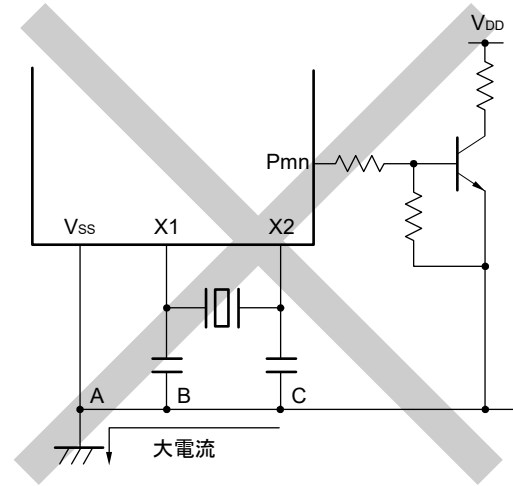 VDD
Pmn
VSS X1 X2
A B C
大電流